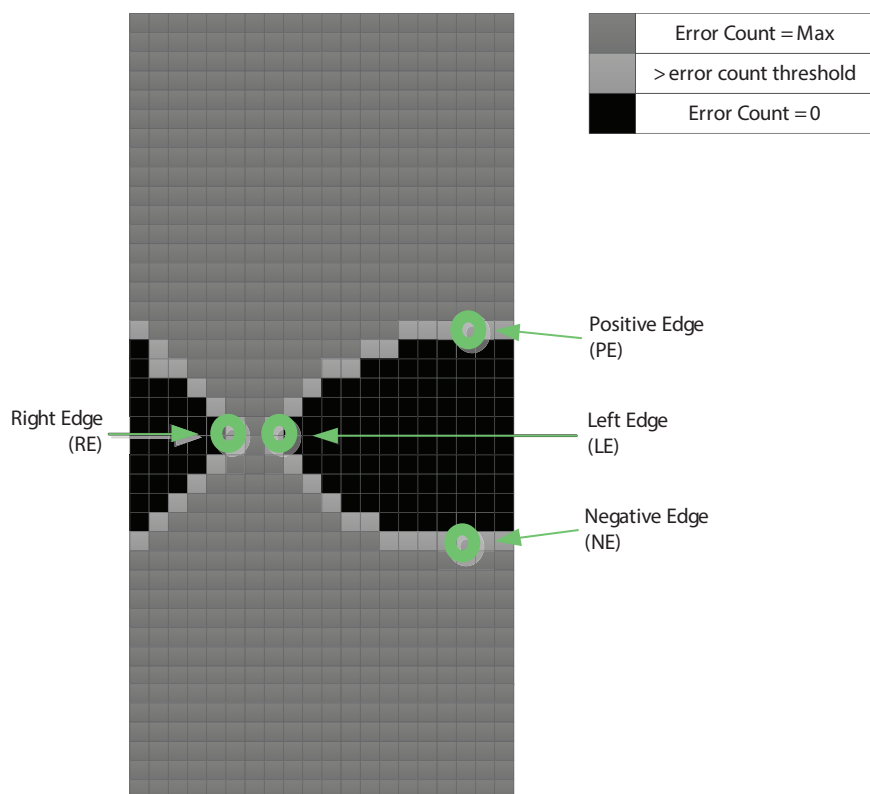 Error Count = Max
> error count threshold
Error Count = 0
Positive Edge
(PE)
Right Edge
(RE)
Left Edge
(LE)
Negative Edge
(NE)